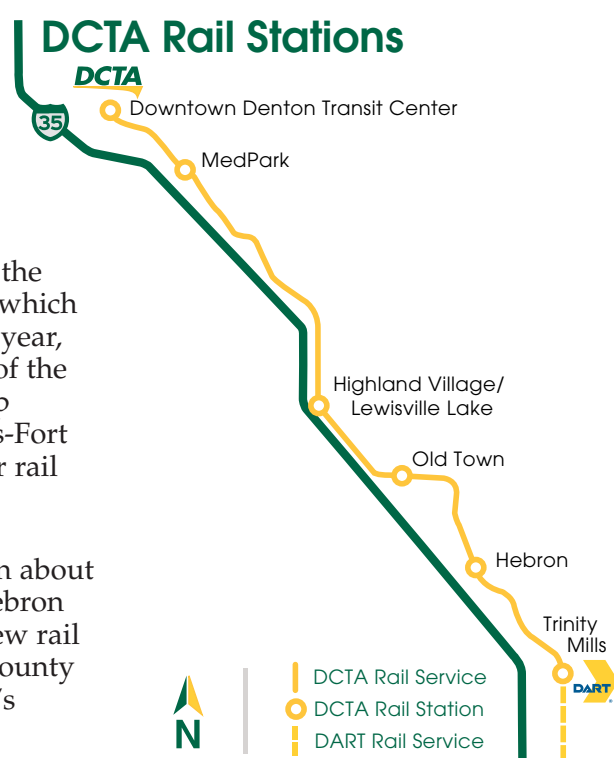 DCTA Rail Stations
DCTA
Downtown Denton Transit Center
35
MedPark
the
which
year,
of the
s-Fort
r rail
n about
ebron
ew rail
ounty
's
Highland Village/
Lewisville Lake
Old Town
Hebron
Trinity
Mills
DART
N
DCTA Rail Service
DCTA Rail Station
DART Rail Service